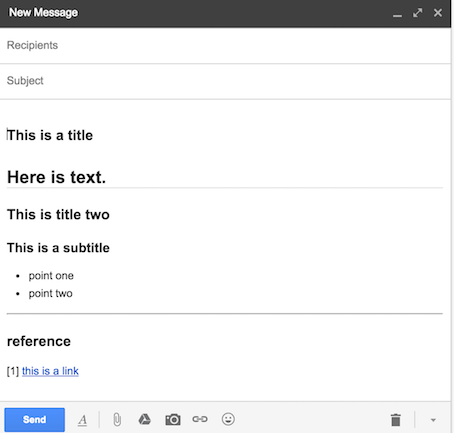 New Message
Recipients
Subject
This is a title
Here is text.
This is title two
This is a subtitle
• point one
• point two
reference
[1] this is a link
Send
A